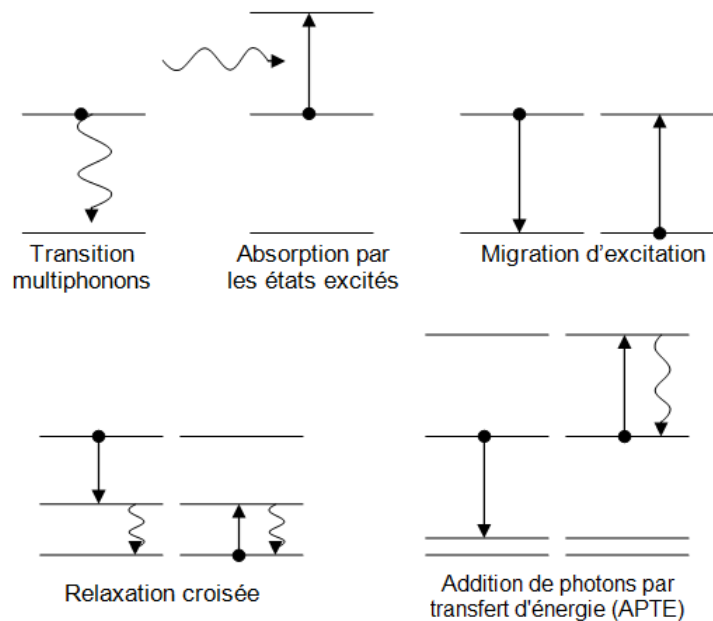 Transition
multiphonons
Absorption par
les états excités
Migration d'excitation
Relaxation croisée
Addition de photons par
transfert d'énergie (APTE)